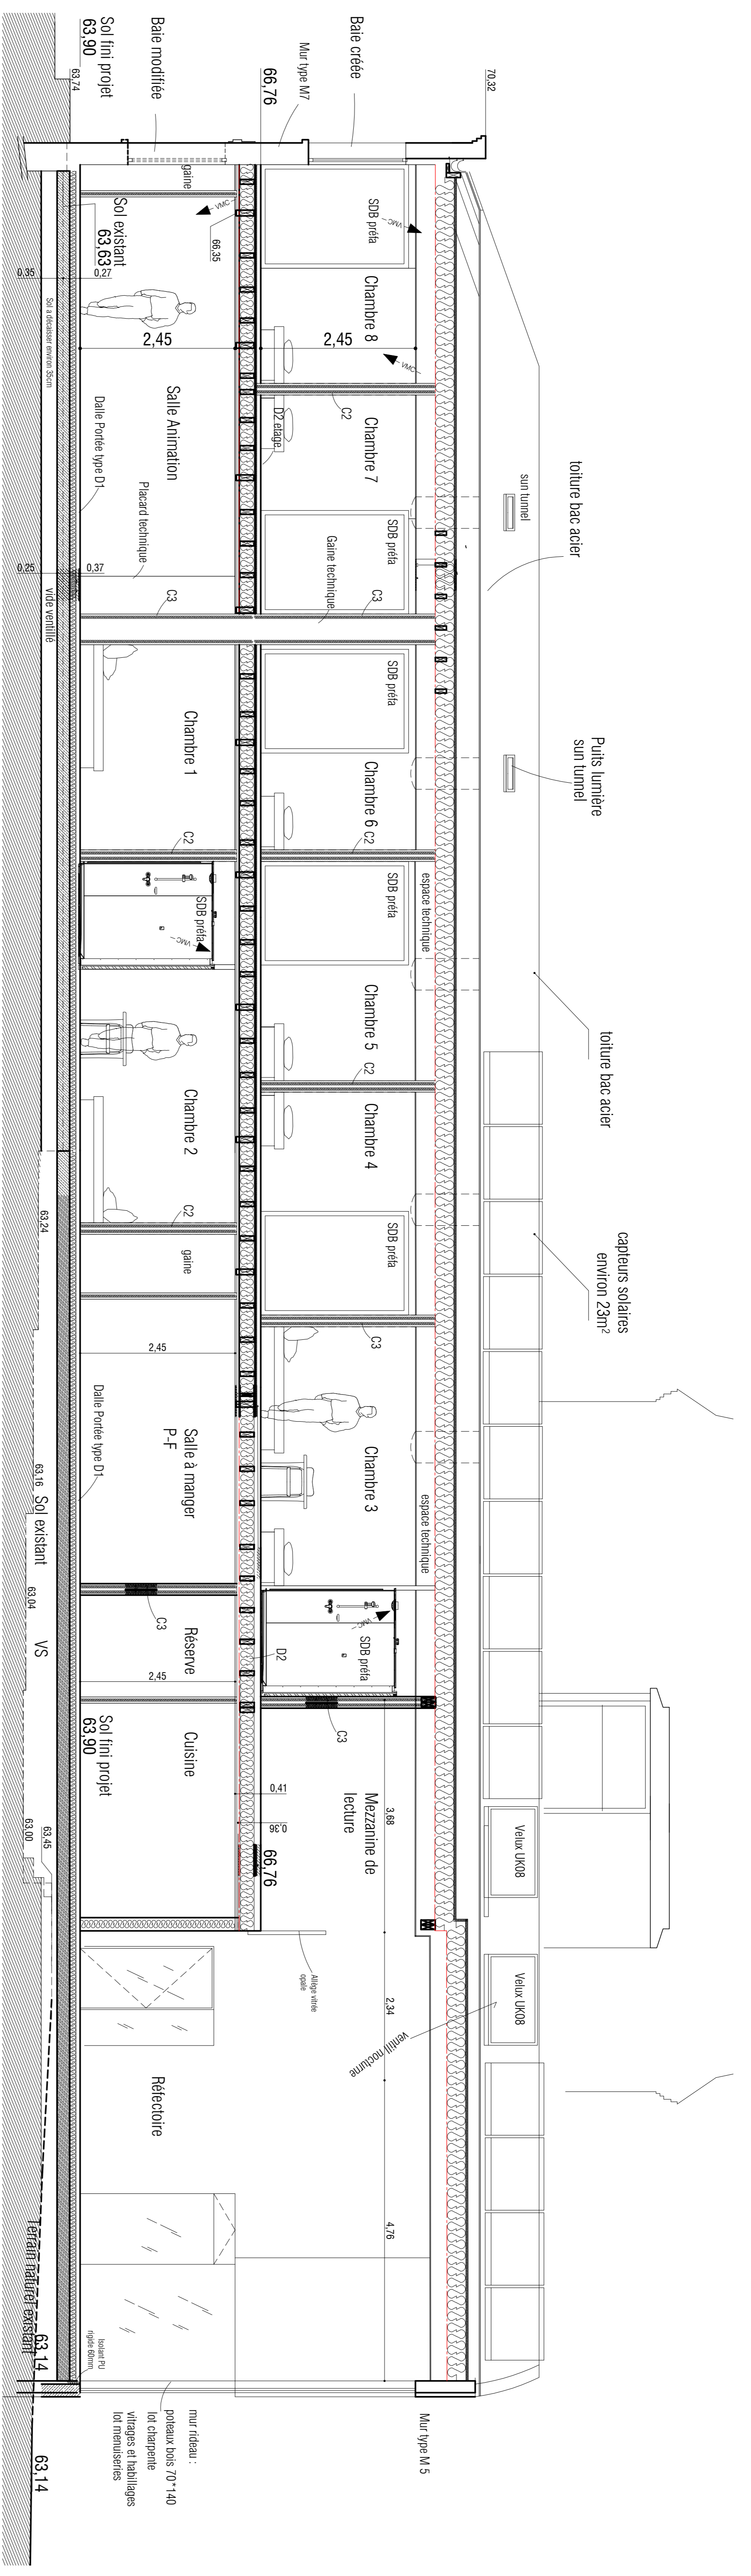 70,32
Baie créée
Mur type M7
66,76
Baie modifiée
63,74
Sol fini projet
63,90
toiture bac acier
sun tunnel
Puits lumière
sun tunnel
toiture bac acier
capteurs solaires
environ 23m²
Velux UK08
Velux UK08
ventill nocturne
Mur type M 5
SDB préfa
VMC
Chambre 8
2,45
VMC
C2
Chambre 7
D2 etage
SDB préfa
C3
Gaine technique
SDB préfa
Chambre 6
C2
SDB préfa
espace technique
Chambre 5
C2
Chambre 4
SDB préfa
C3
Chambre 3
espace technique
SDB préfa
VMC
C3
Mezzanine de
lecture
3,68
2,34
4,76
66,76
0,41
0,36
D2
Allège vitrée
opale
gaine
VMC
66,35
Sol existant
63,63
0,27
0,35
Sol a décaisser environ 35cm
2,45
Salle Animation
Dalle Portée type D1
Placard technique
0,37
0,25
C3
vide ventillé
Chambre 1
C2
SDB préfa
VMC
Chambre 2
C2
gaine
63,24
2,45
Dalle Portée type D1
Salle à manger
P-F
63,16
Sol existant
63,04
VS
C3
Réserve
2,45
Sol fini projet
63,90
Cuisine
63,00
63,45
Réfectoire
Terrain naturel existant
63,14
63,14
Isolant PU
rigide 60mm
mur rideau :
poteaux bois 70*140
lot charpente
vitrages et habillages
lot menuiseries